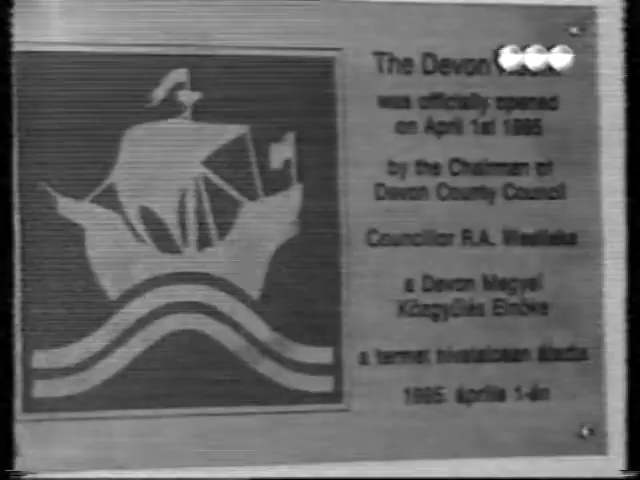 The Devon
was officially opened
on April 1st 1995
by the Chairman of
Devon County Council
Councillor R.A. Westlake
a Devon Megyei
Közgyűlés Elnöke
a termet hivatalosan átadta
1995. április 1-én